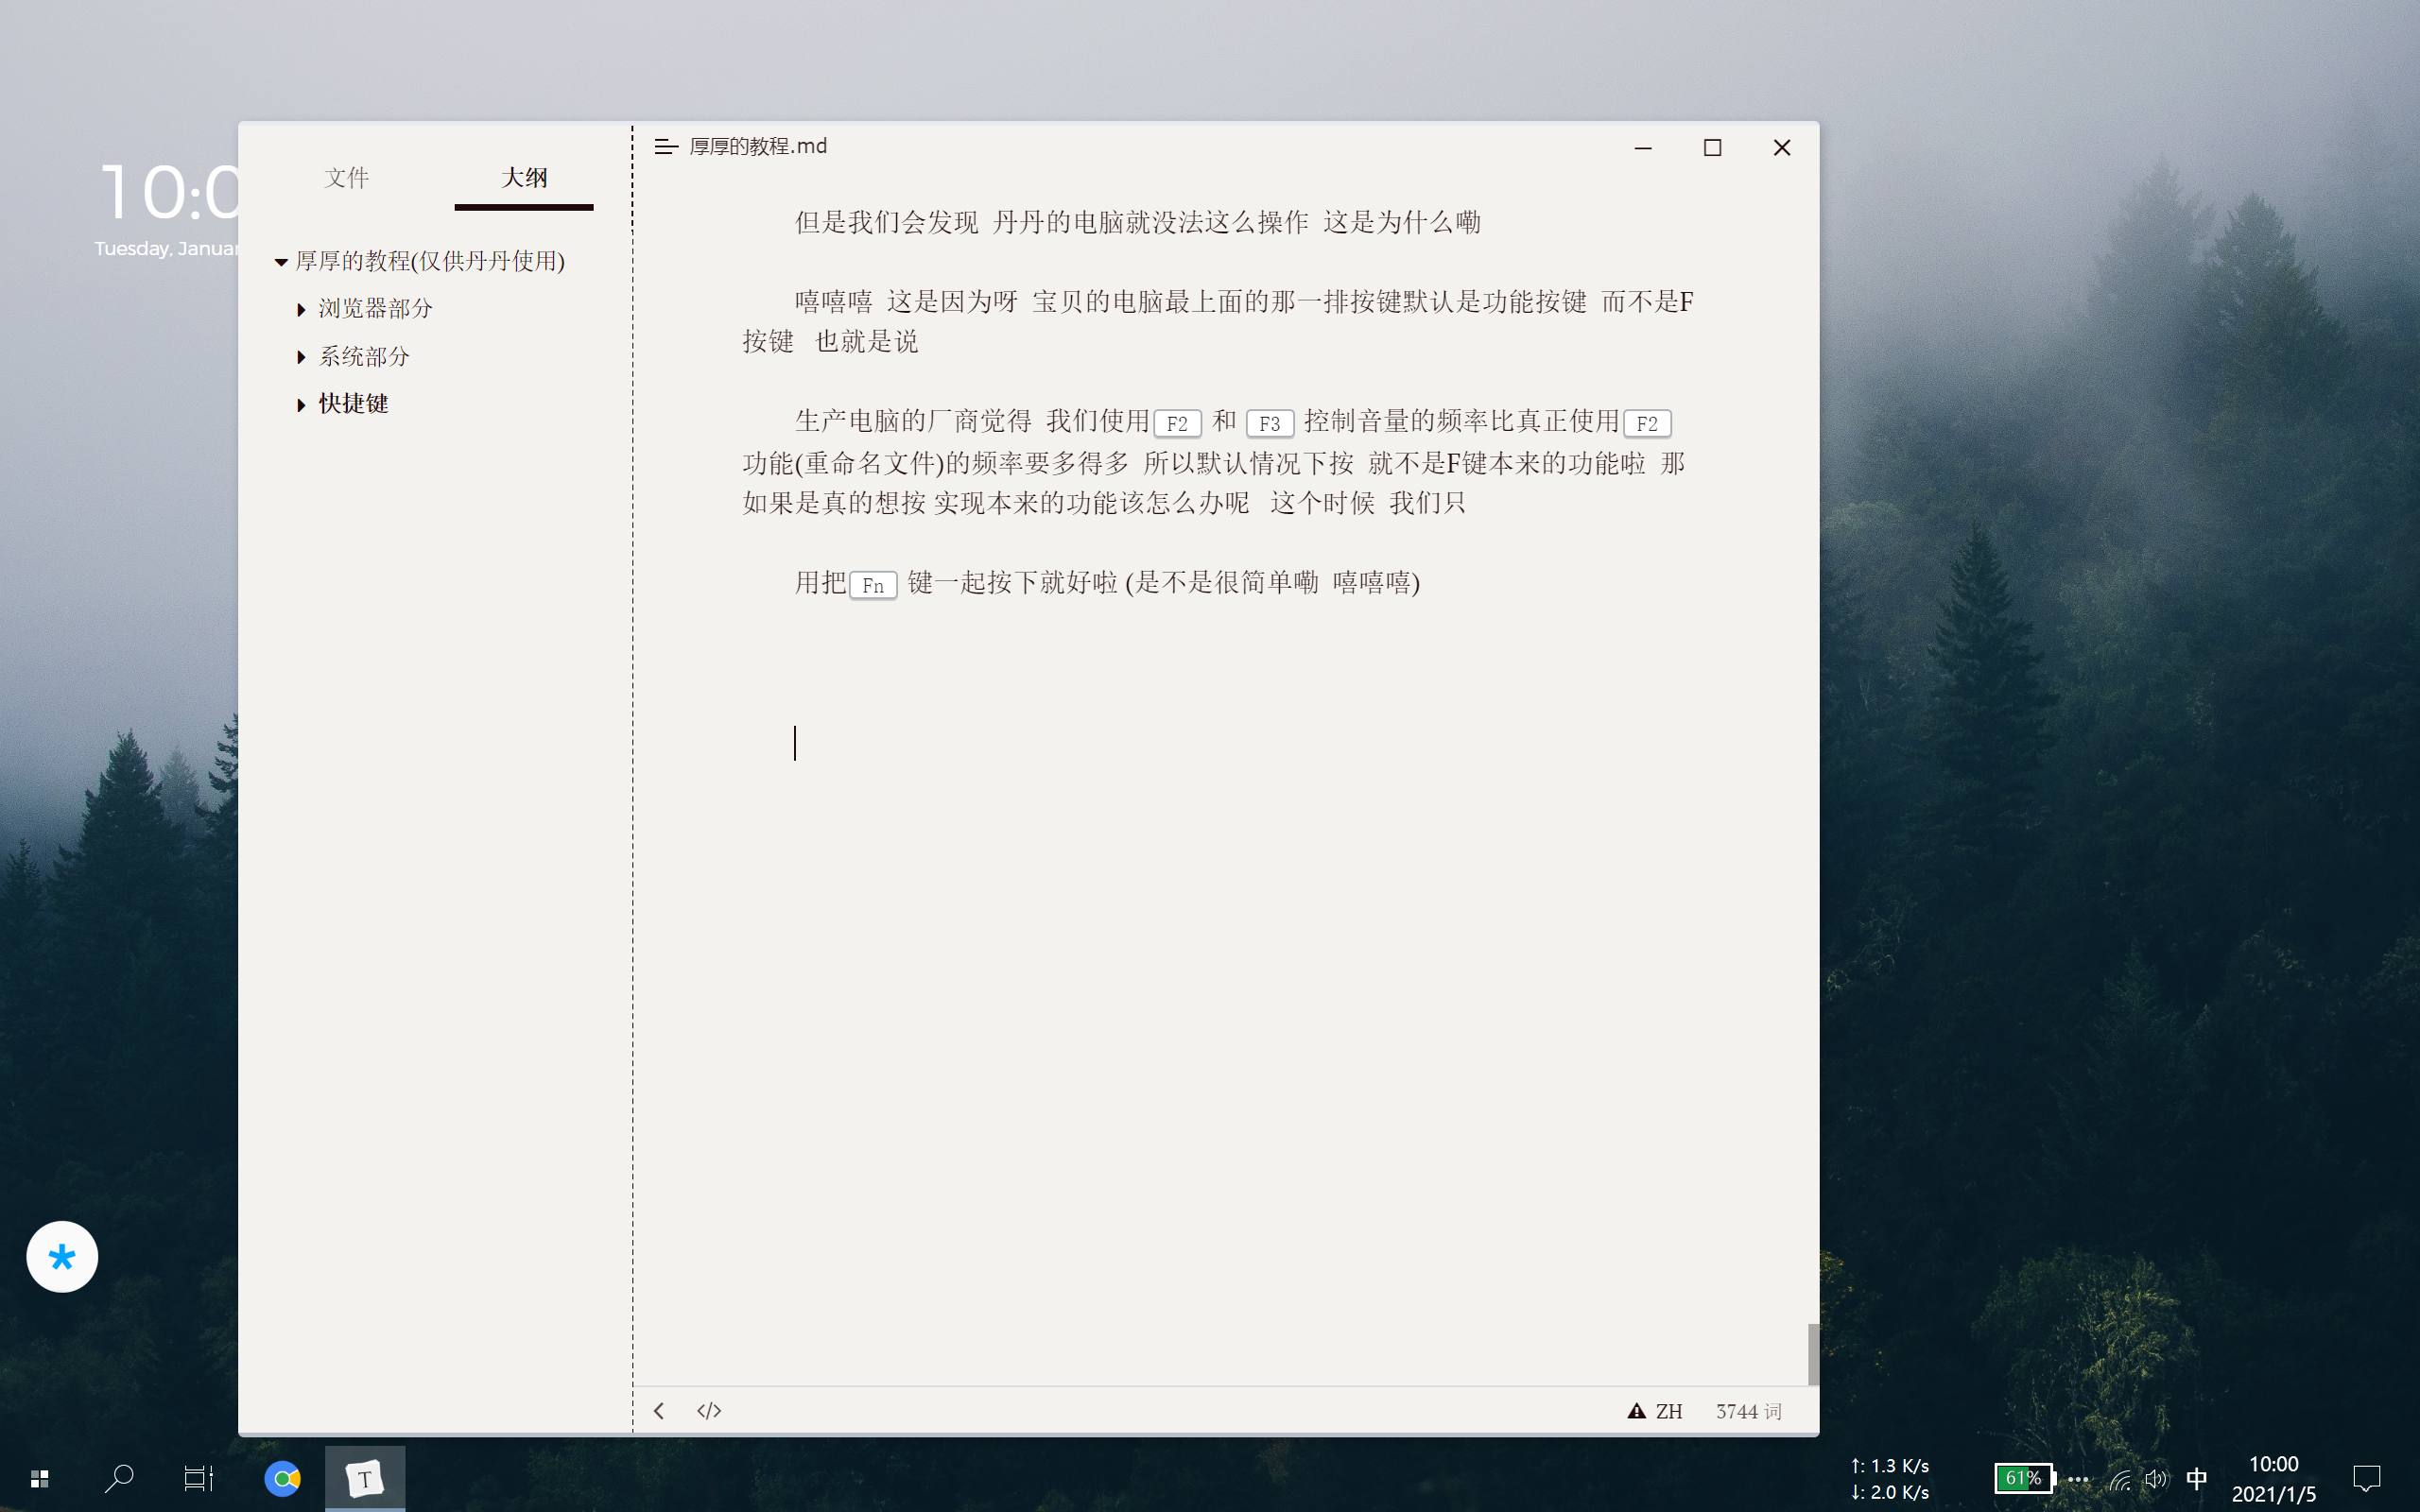 10:0
Tuesday, Januar
文件
大纲
厚厚的教程(仅供丹丹使用)
浏览器部分
系统部分
快捷键
厚厚的教程.md
但是我们会发现 丹丹的电脑就没法这么操作 这是为什么嘞
嘻嘻嘻 这是因为呀 宝贝的电脑最上面的那一排按键默认是功能按键 而不是F
按键 也就是说
生产电脑的厂商觉得 我们使用 F2 和 F3 控制音量的频率比真正使用 F2
功能(重命名文件)的频率要多得多 所以默认情况下按 就不是F键本来的功能啦 那
如果是真的想按 实现本来的功能该怎么办呢 这个时候 我们只
用把 Fn 键一起按下就好啦 (是不是很简单嘞 嘻嘻嘻)
ZH
3744 词
T
↑: 1.3 K/s
↓: 2.0 K/s
61%
中
10:00
2021/1/5